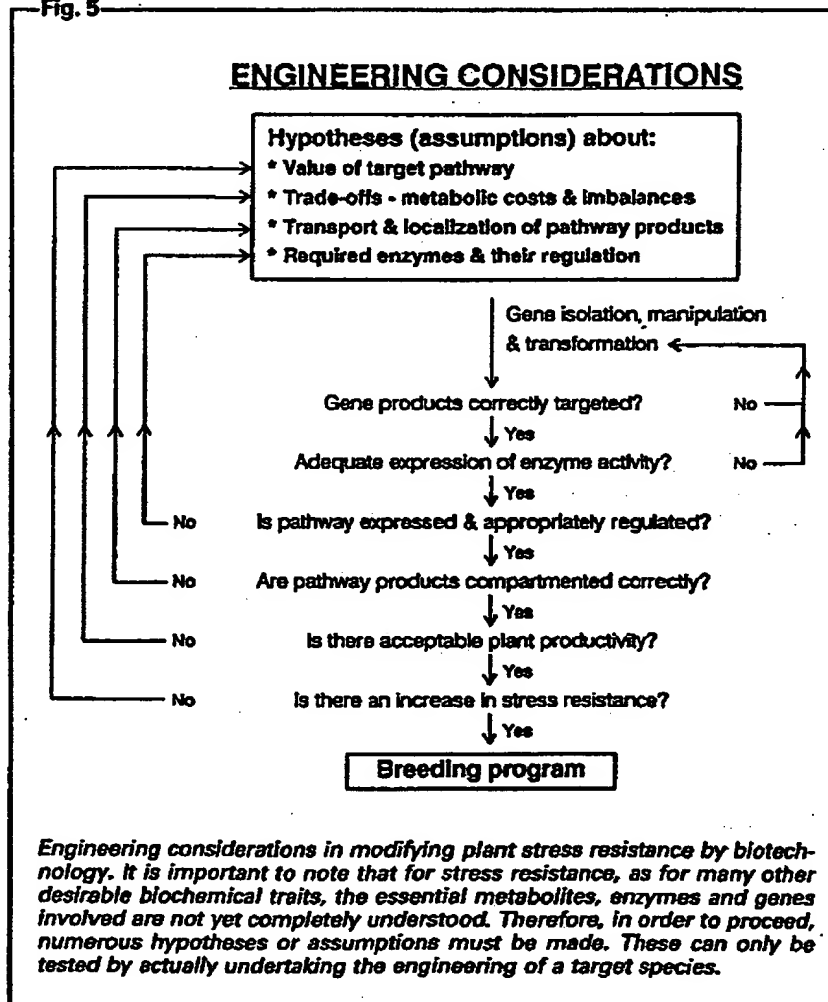 Fig. 5
ENGINEERING CONSIDERATIONS
Hypotheses (assumptions) about:
* Value of target pathway
* Trade-offs - metabolic costs & imbalances
* Transport & localization of pathway products
* Required enzymes & their regulation
Gene isolation, manipulation
& transformation
Gene products correctly targeted? No
Yes
Adequate expression of enzyme activity? No
Yes
No Is pathway expressed & appropriately regulated?
Yes
No Are pathway products compartmented correctly?
Yes
No Is there acceptable plant productivity?
Yes
No Is there an increase in stress resistance?
Yes
Breeding program
Engineering considerations in modifying plant stress resistance by biotech-
nology. It is important to note that for stress resistance, as for many other
desirable biochemical traits, the essential metabolites, enzymes and genes
involved are not yet completely understood. Therefore, in order to proceed,
numerous hypotheses or assumptions must be made. These can only be
tested by actually undertaking the engineering of a target species.